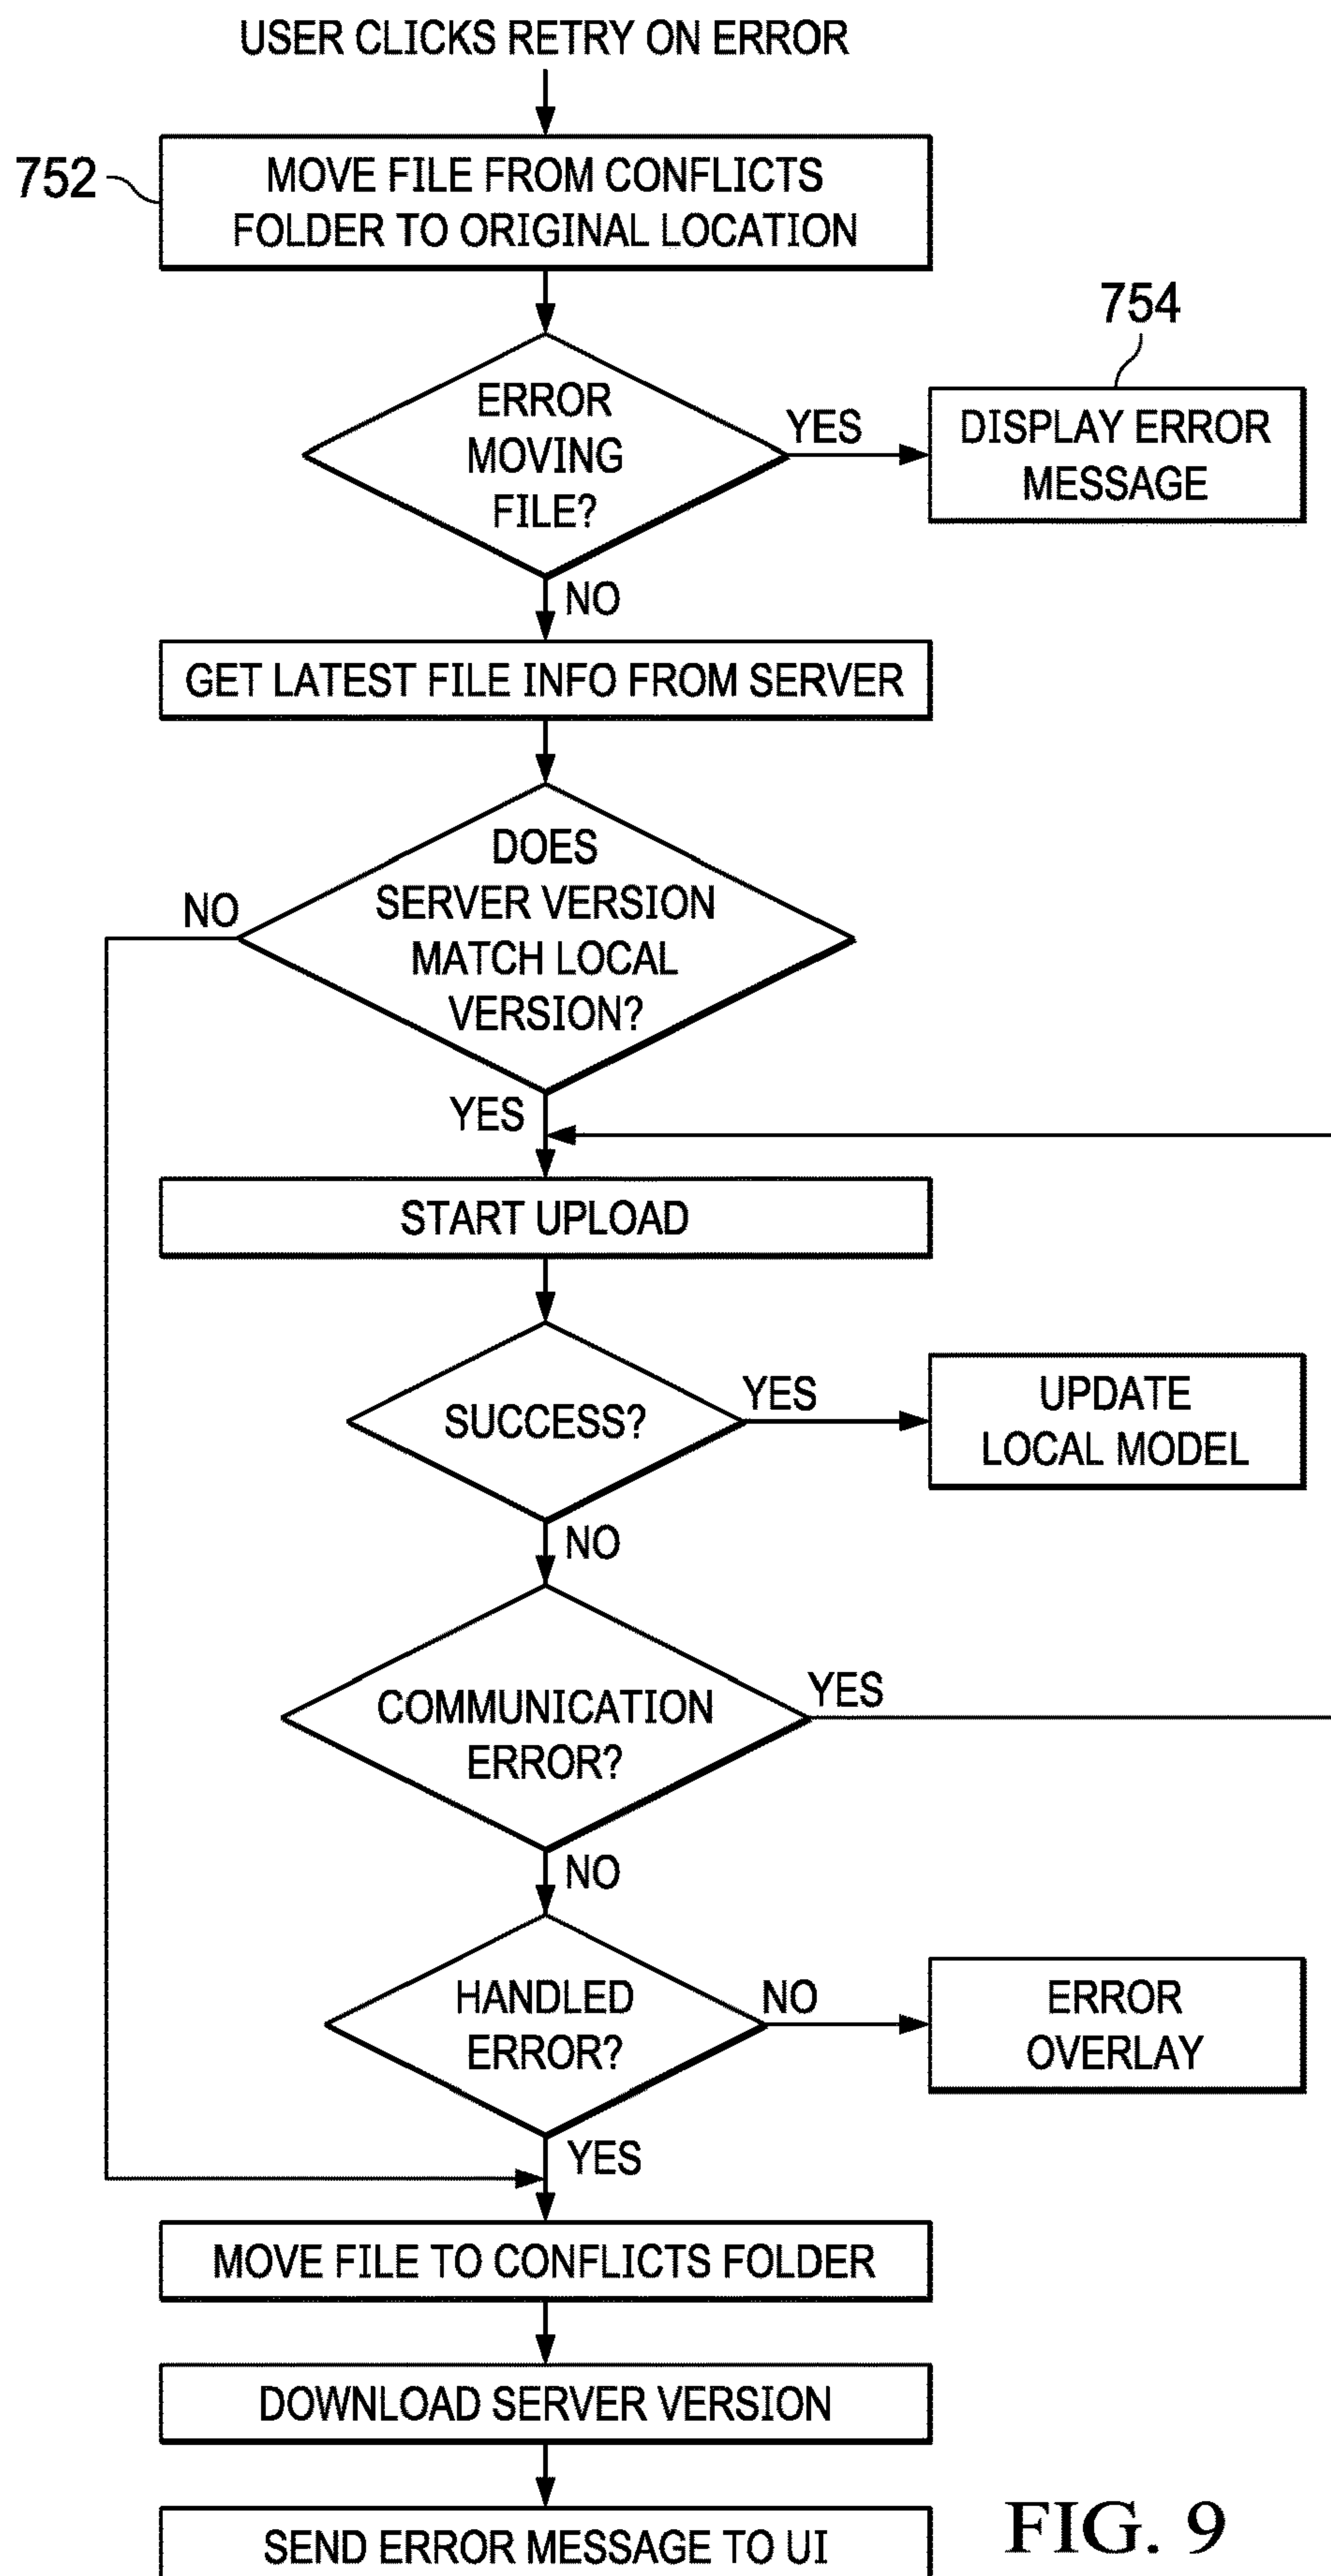 USER CLICKS RETRY ON ERROR
752
MOVE FILE FROM CONFLICTS
FOLDER TO ORIGINAL LOCATION
754
ERROR
MOVING
FILE?
YES
DISPLAY ERROR
MESSAGE
NO
GET LATEST FILE INFO FROM SERVER
DOES
SERVER VERSION
MATCH LOCAL
VERSION?
NO
YES
START UPLOAD
SUCCESS?
YES
UPDATE
LOCAL MODEL
NO
COMMUNICATION
ERROR?
YES
NO
HANDLED
ERROR?
NO
ERROR
OVERLAY
YES
MOVE FILE TO CONFLICTS FOLDER
DOWNLOAD SERVER VERSION
SEND ERROR MESSAGE TO UI
FIG. 9